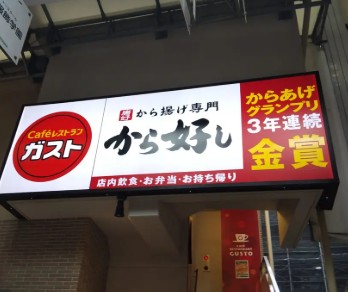 Caféレストラン
ガスト
から揚げ専門
から好し
からあげ
グランプリ
3年連続
金賞
店内飲食・お弁当・お持ち帰り
GUSTO